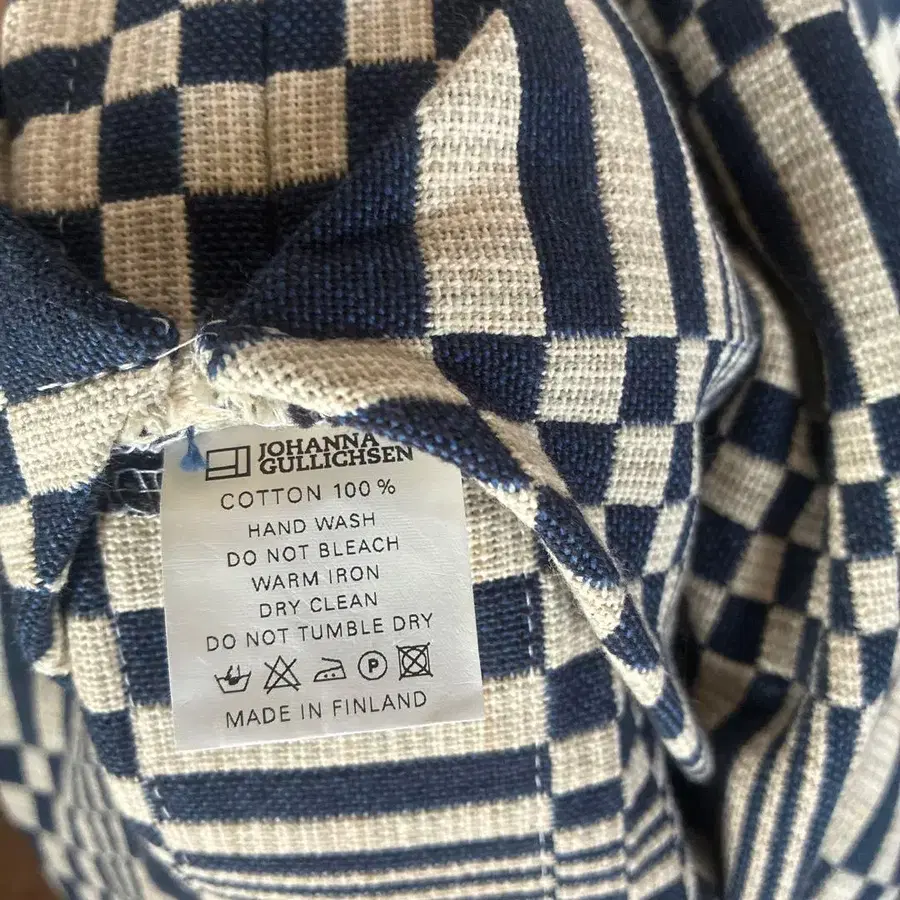 JOHANNA
GULLICHSEN
COTTON 100 %
HAND WASH
DO NOT BLEACH
WARM IRON
DRY CLEAN
DO NOT TUMBLE DRY
P
MADE IN FINLAND